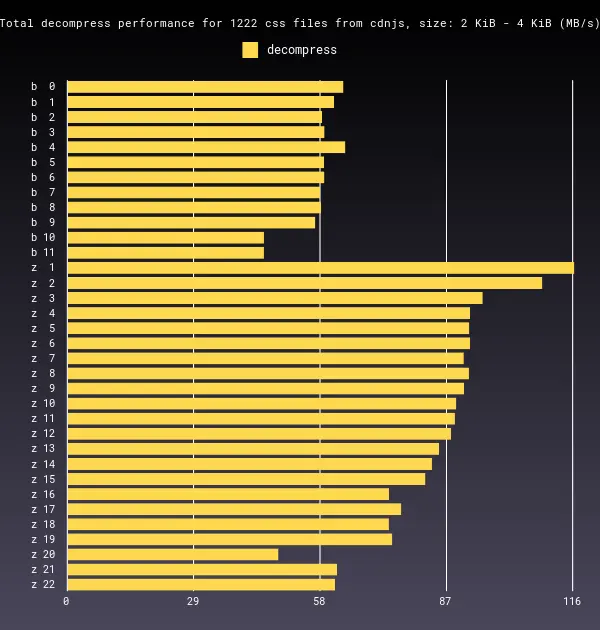 Total decompress performance for 1222 css files from cdnjs, size: 2 KiB - 4 KiB (MB/s)
decompress
b 0
b 1
b 2
b 3
b 4
b 5
b 6
b 7
b 8
b 9
b 10
b 11
z 1
z 2
z 3
z 4
z 5
z 6
z 7
z 8
z 9
z 10
z 11
z 12
z 13
z 14
z 15
z 16
z 17
z 18
z 19
z 20
z 21
z 22
0 29 58 87 116